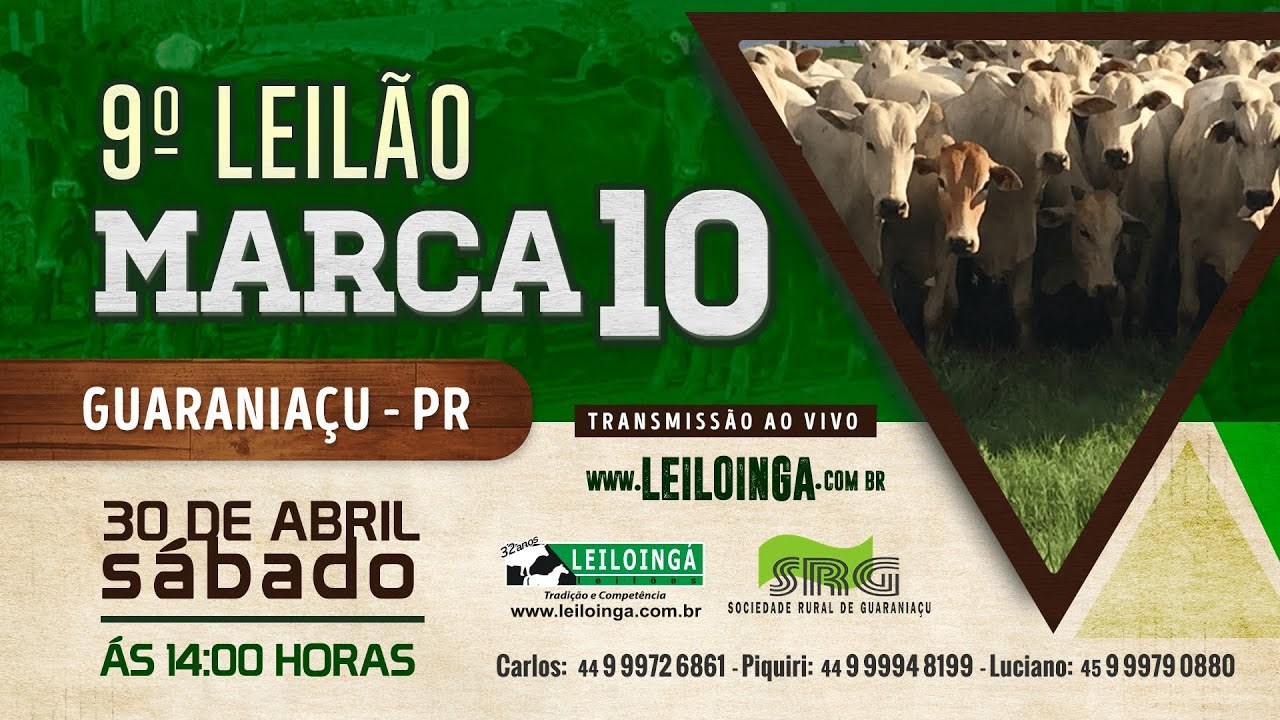 9º LEILÃO
MARCA 10
GUARANIAÇU - PR
TRANSMISSÃO AO VIVO
WWW.LEILOINGA.COM BR
30 DE ABRIL
sábado
ÁS 14:00 HORAS
32 anos
LEILOINGÁ
leilões
Tradição e Competência
www.leiloinga.com.br
SRG
SOCIEDADE RURAL DE GUARANIAÇU
Carlos: 44 9 9972 6861 - Piquiri: 44 9 9994 8199 - Luciano: 45 9 9979 0880